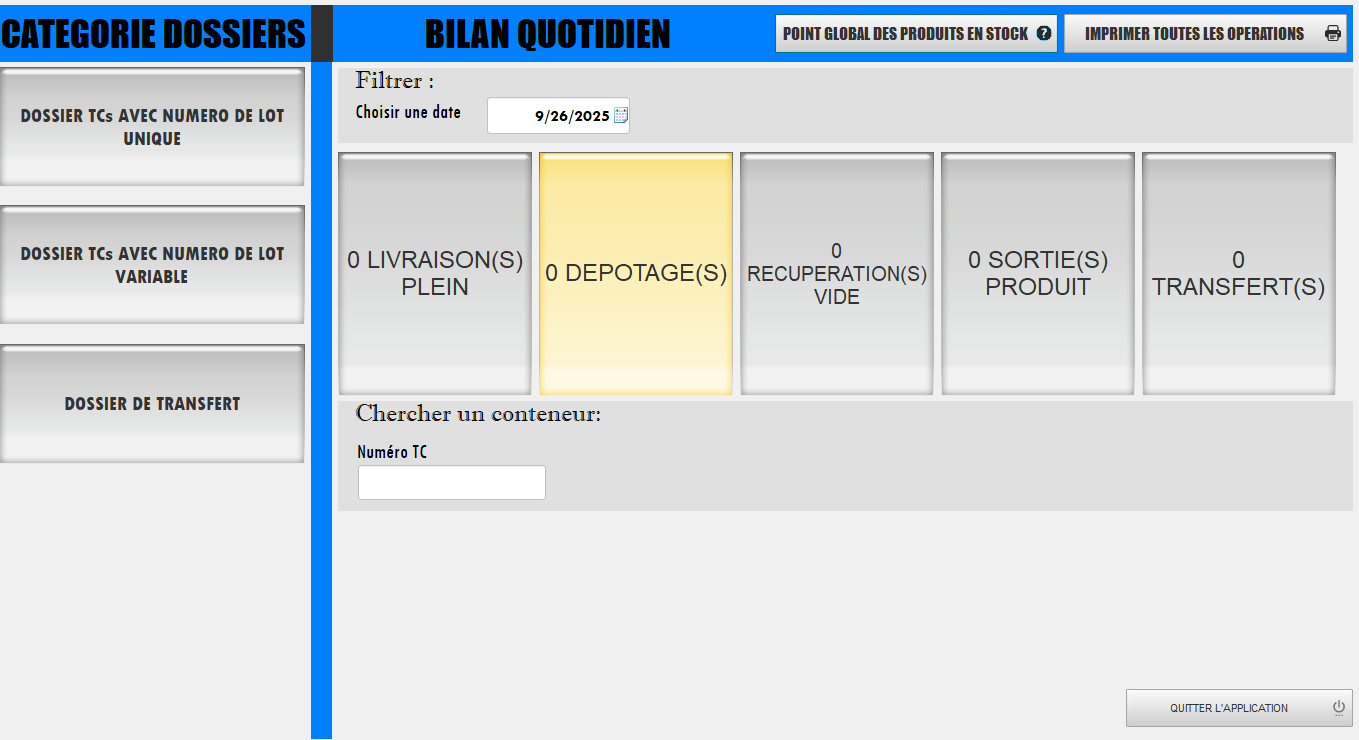 CATEGORIE DOSSIERS
BILAN QUOTIDIEN
POINT GLOBAL DES PRODUITS EN STOCK
IMPRIMER TOUTES LES OPERATIONS
DOSSIER TCs AVEC NUMERO DE LOT
UNIQUE
DOSSIER TCs AVEC NUMERO DE LOT
VARIABLE
DOSSIER DE TRANSFERT
Filtrer :
Choisir une date
9/26/2025
0 LIVRAISON(S)
PLEIN
0 DEPOTAGE(S)
0
RECUPERATION(S)
VIDE
0 SORTIE(S)
PRODUIT
0
TRANSFERT(S)
Chercher un conteneur:
Numéro TC
QUITTER L'APPLICATION